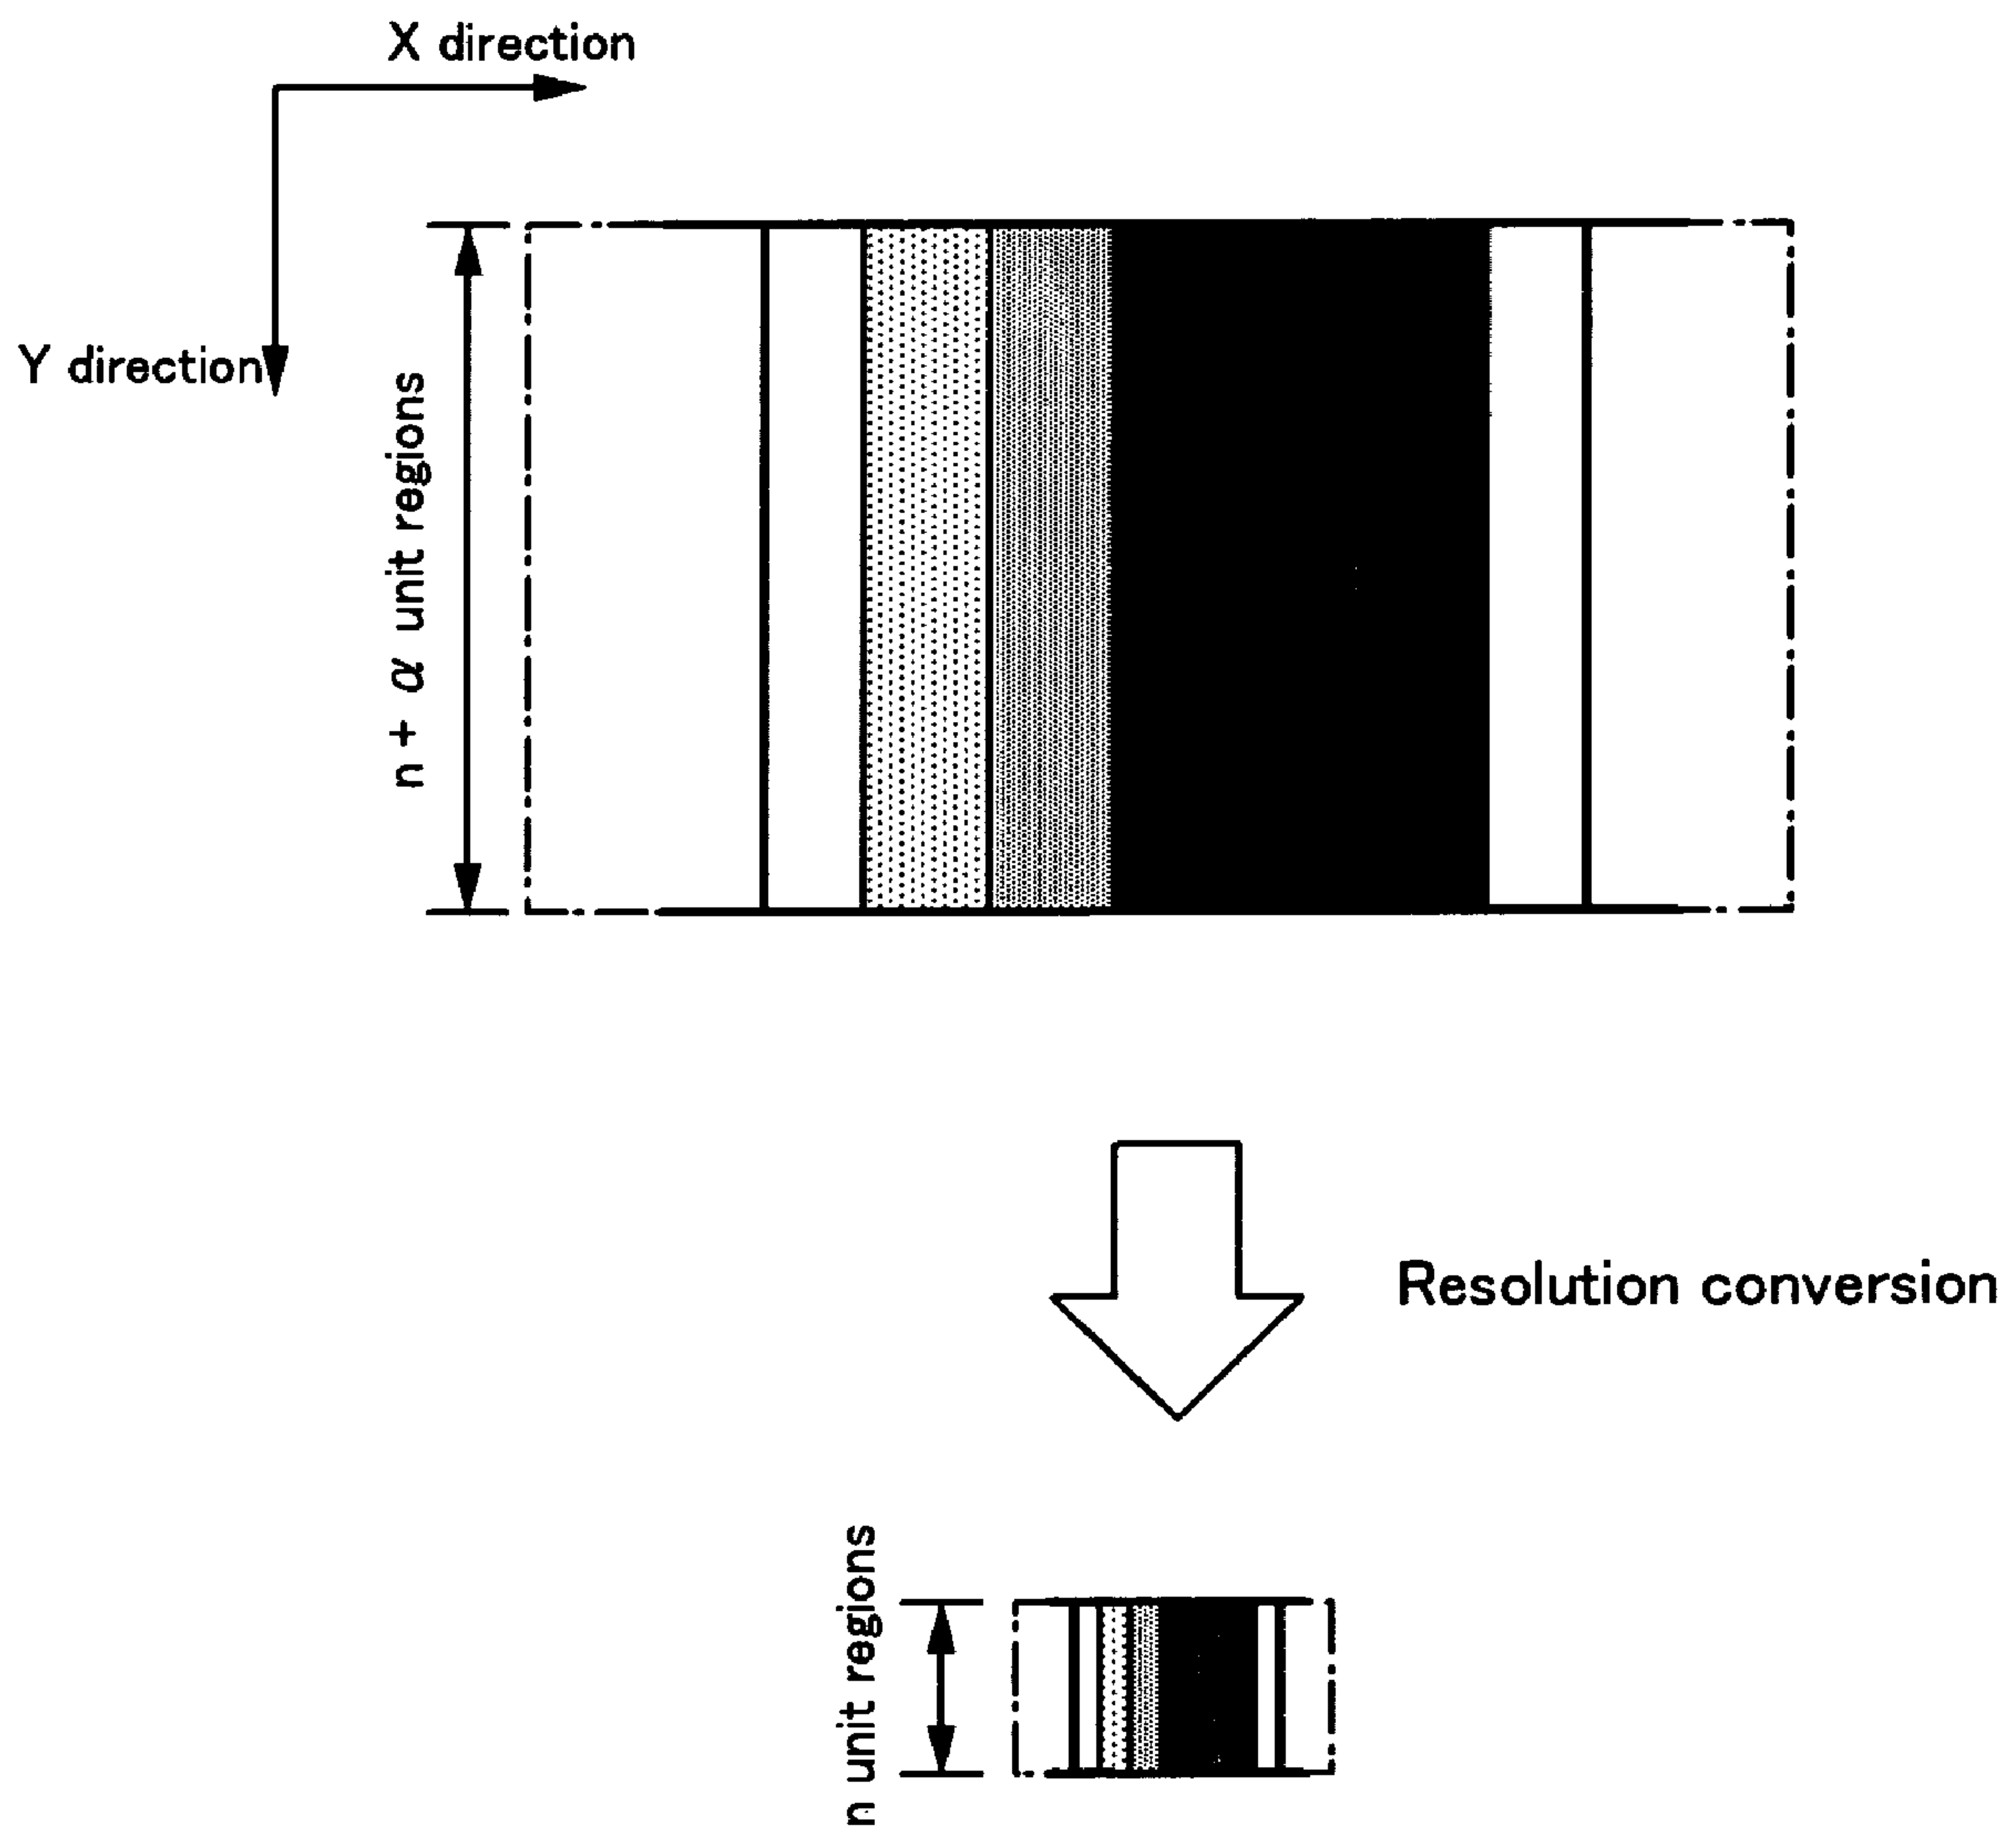 X direction
Y direction
n + α unit regions
Resolution conversion
n unit regions